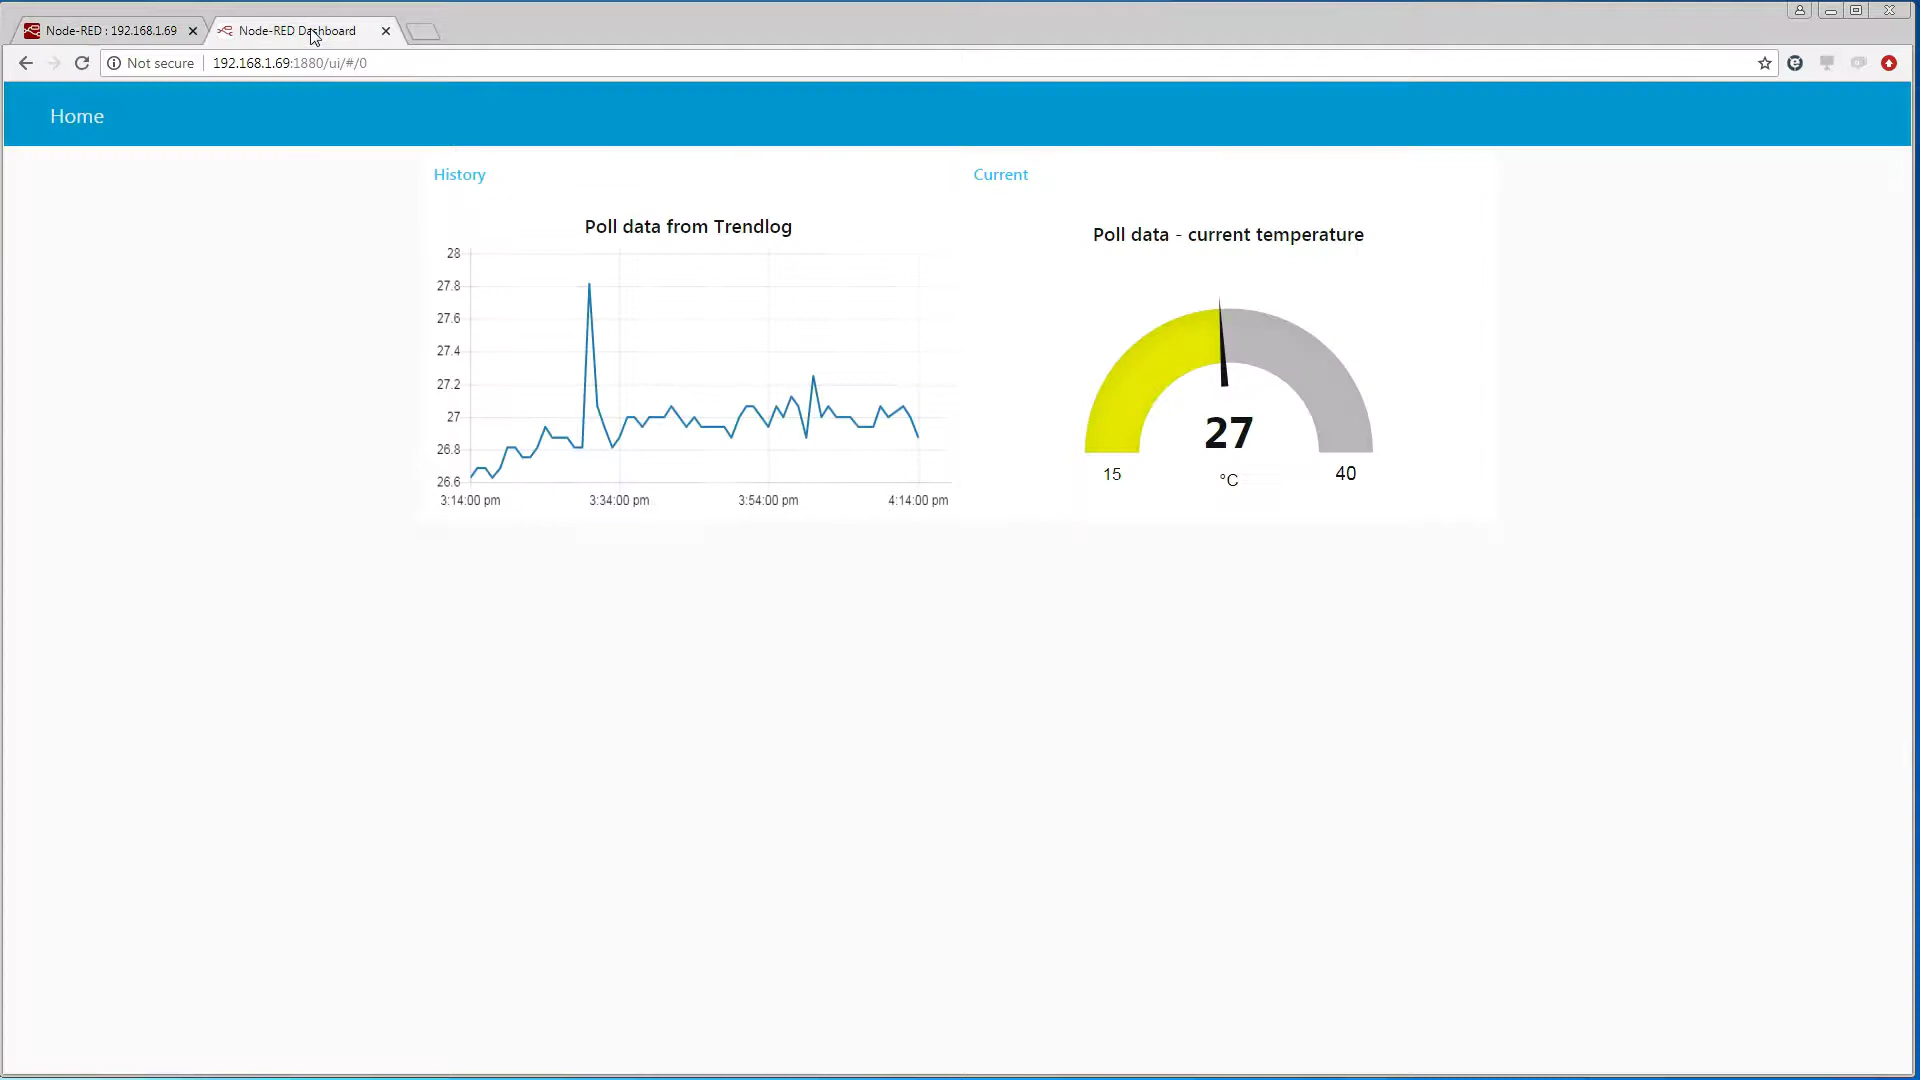 Node-RED : 192.168.1.69
Node-RED Dashboard
Not secure
192.168.1.69:1880/ui/#/0
Home
History
Poll data from Trendlog
28
27.8
27.6
27.4
27.2
27
26.8
26.6
3:14:00 pm
3:34:00 pm
3:54:00 pm
4:14:00 pm
Current
Poll data - current temperature
27
15
°C
40